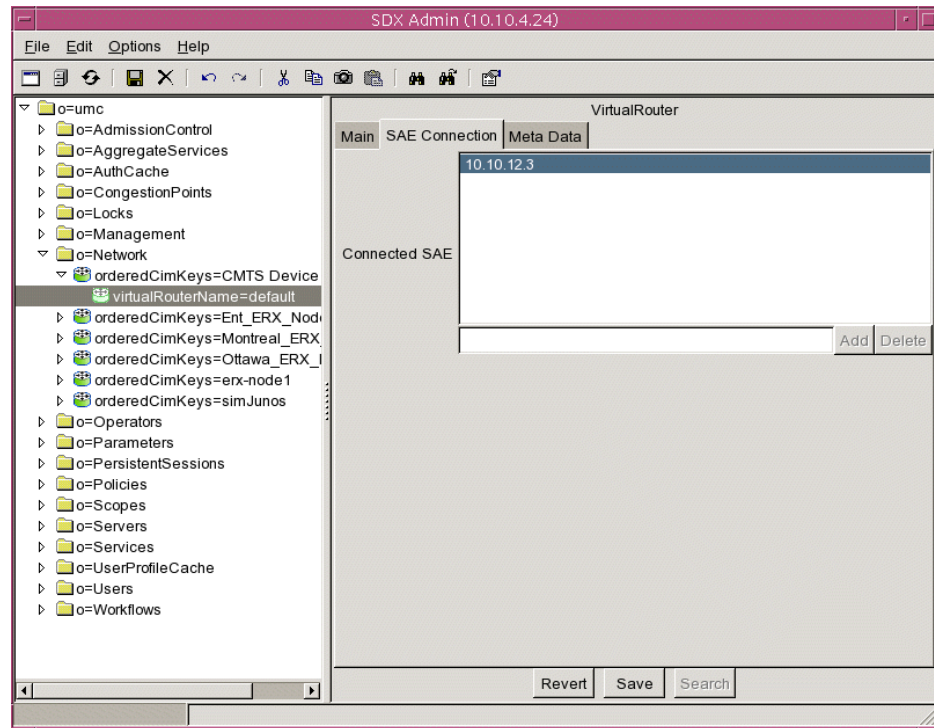 SDX Admin (10.10.4.24)
File Edit Options Help
o=umc
o=AdmissionControl
o=AggregateServices
o=AuthCache
o=CongestionPoints
o=Locks
o=Management
o=Network
orderedCimKeys=CMTS Device
virtualRouterName=default
orderedCimKeys=Ent_ERX_Node
orderedCimKeys=Montreal_ERX
orderedCimKeys=Ottawa_ERX_
orderedCimKeys=erx-node1
orderedCimKeys=simJunos
o=Operators
o=Parameters
o=PersistentSessions
o=Policies
o=Scopes
o=Servers
o=Services
o=UserProfileCache
o=Users
o=Workflows
VirtualRouter
Main SAE Connection Meta Data
10.10.12.3
Connected SAE
Add Delete
Revert Save Search